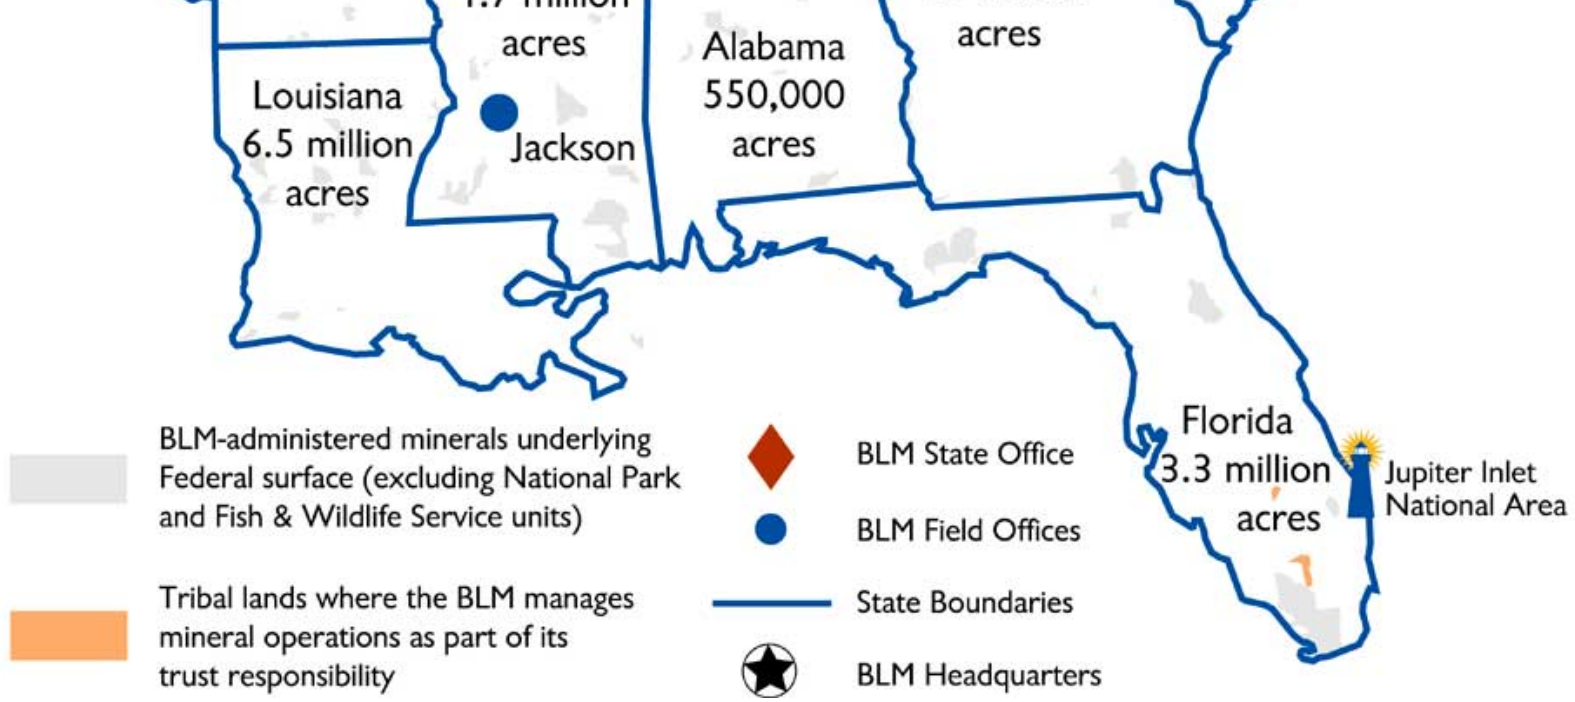 acres
Louisiana
6.5 million
acres
Jackson
Alabama
550,000
acres
acres
Florida
3.3 million
acres
Jupiter Inlet
National Area
BLM-administered minerals underlying
Federal surface (excluding National Park
and Fish & Wildlife Service units)
Tribal lands where the BLM manages
mineral operations as part of its
trust responsibility
BLM State Office
BLM Field Offices
State Boundaries
BLM Headquarters